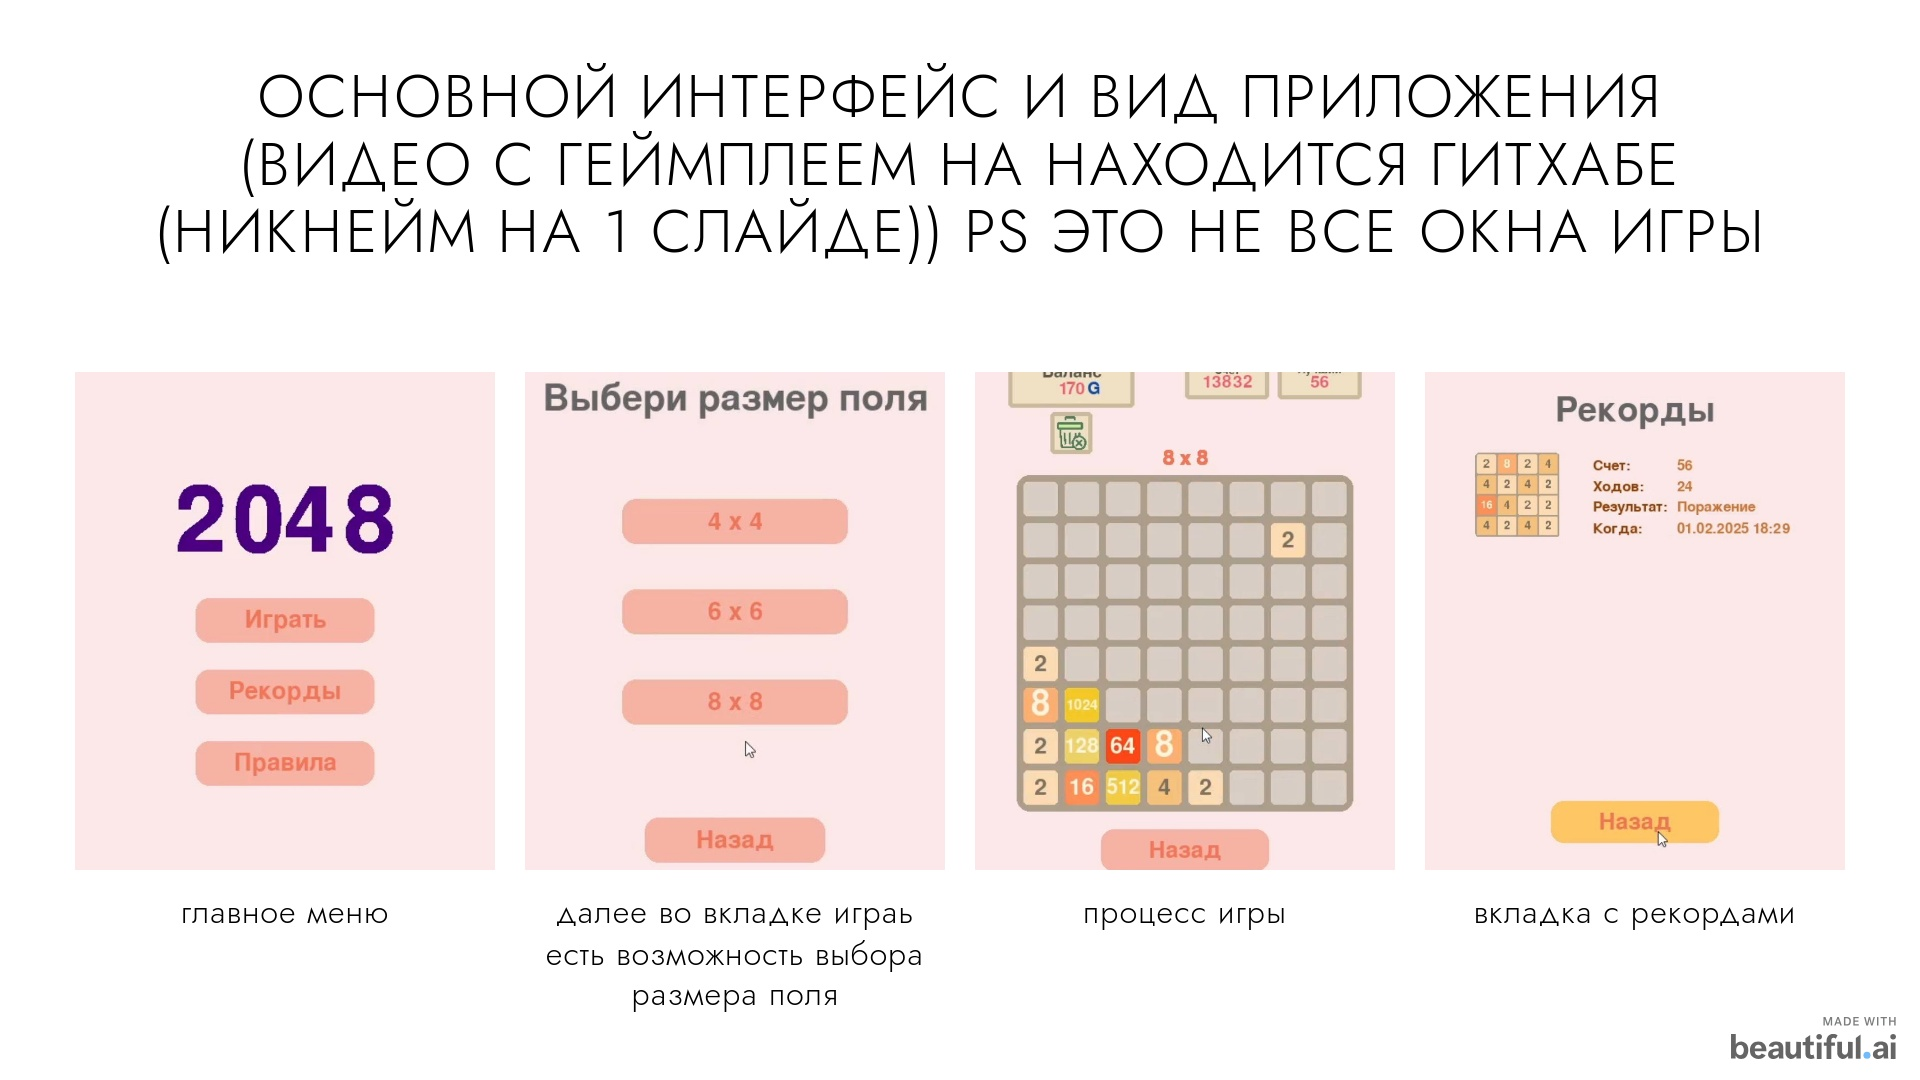 ОСНОВНОЙ ИНТЕРФЕЙС И ВИД ПРИЛОЖЕНИЯ
(ВИДЕО С ГЕЙМПЛЕЕМ НА НАХОДИТСЯ ГИТХАБЕ
(НИКНЕЙМ НА 1 СЛАЙДЕ)) PS ЭТО НЕ ВСЕ ОКНА ИГРЫ
2048
Играть
Рекорды
Правила
главное меню
Выбери размер поля
4 x 4
6 x 6
8 x 8
Назад
далее во вкладке играь
есть возможность выбора
размера поля
Баланс
170 G
13832
56
8 x 8
2
2
8 1024
2 128 64 8
2 16 512 4 2
Назад
процесс игры
Рекорды
2 8 2 4
4 2 4 2
16 4 2 2
4 2 4 2
Счет: 56
Ходов: 24
Результат: Поражение
Когда: 01.02.2025 18:29
Назад
вкладка с рекордами
MADE WITH
beautiful.ai